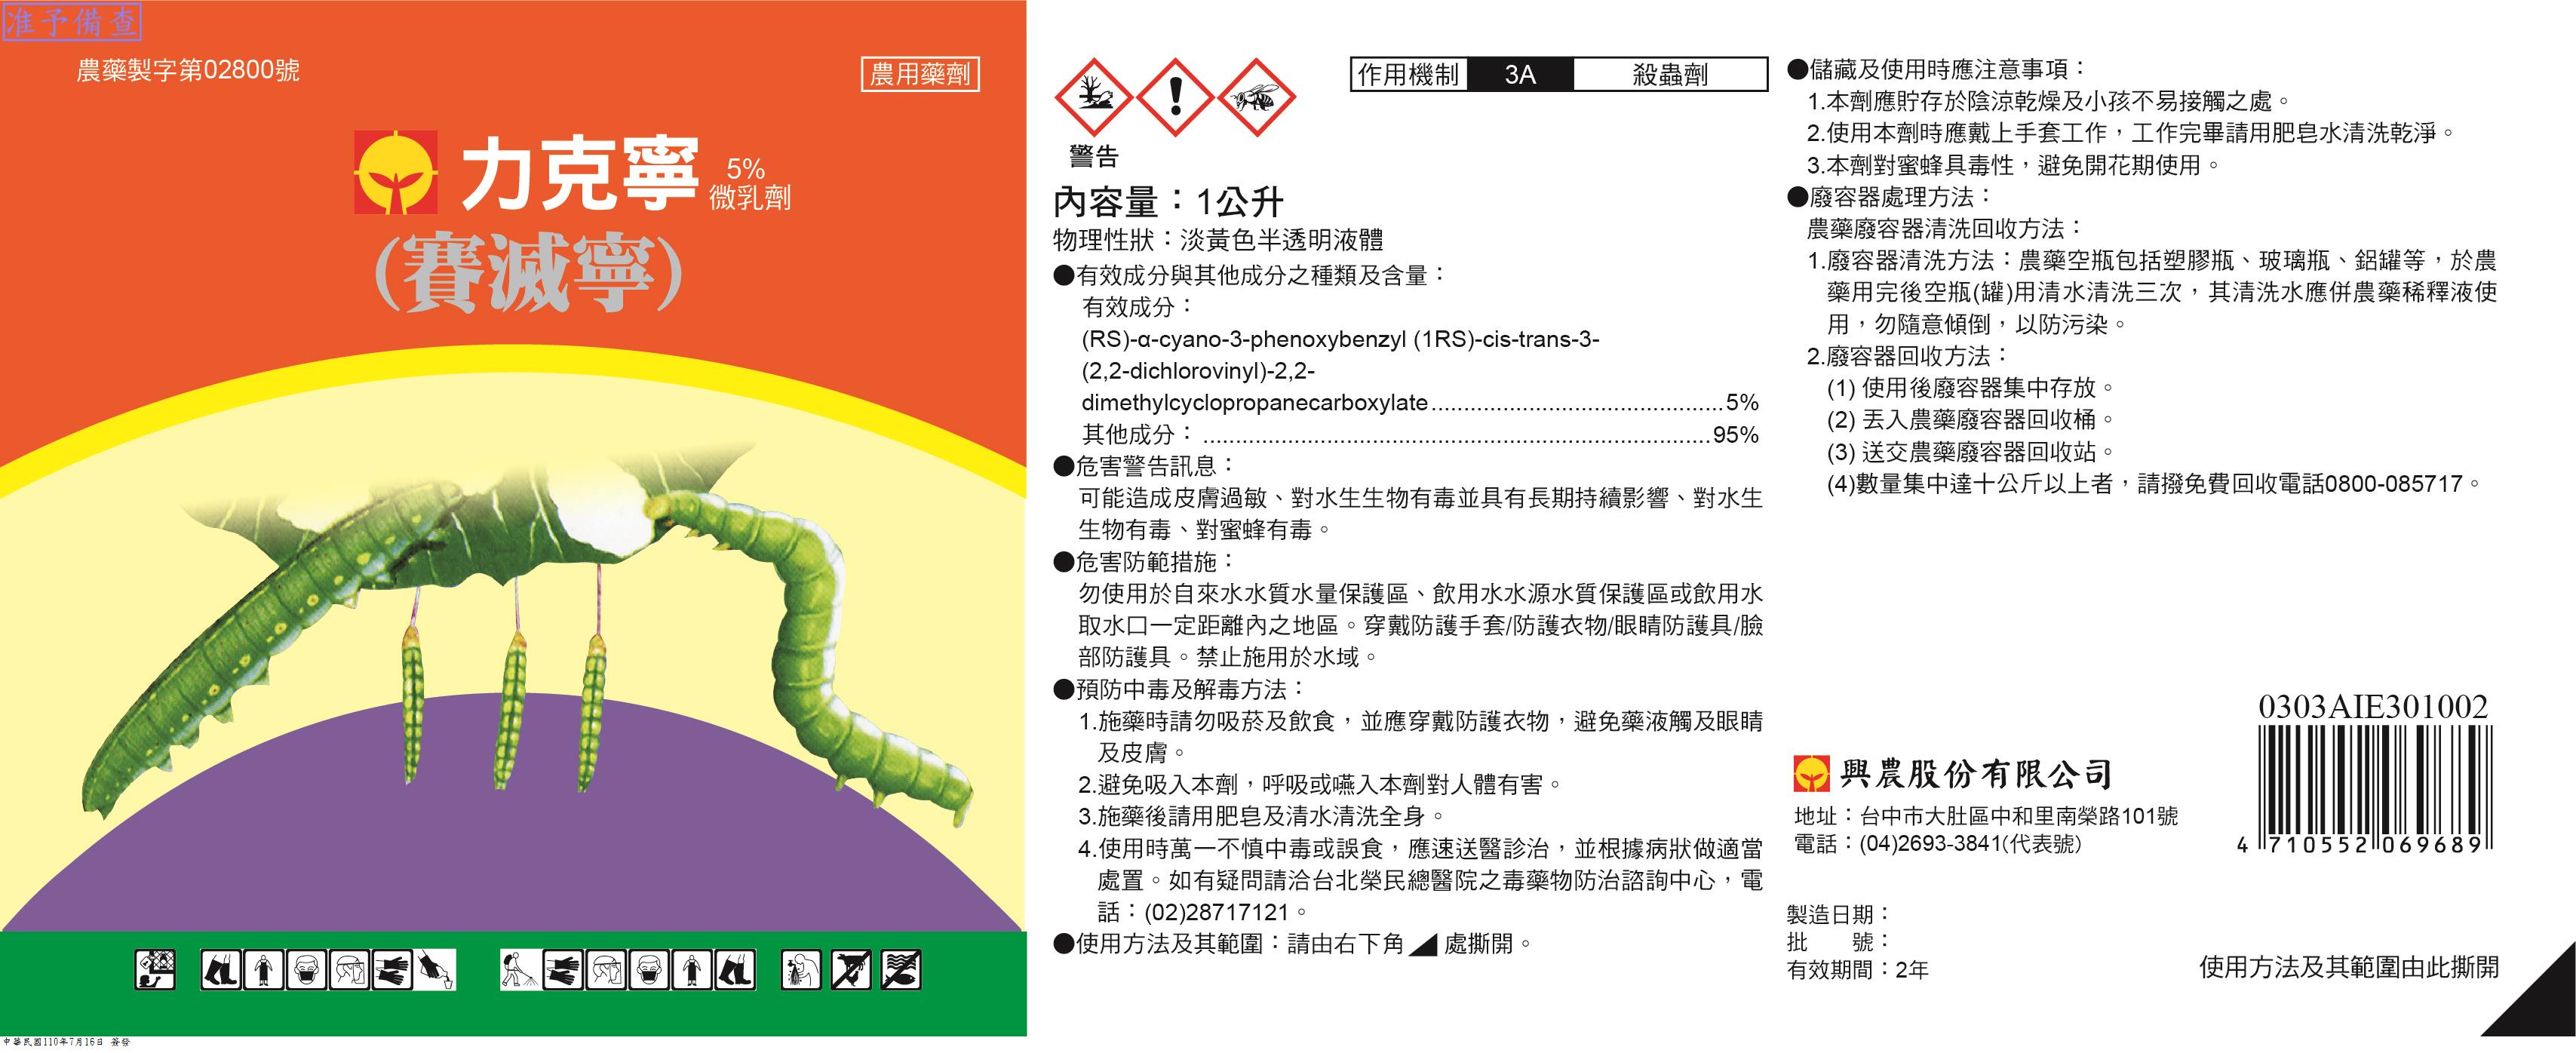 准予備查
農藥製字第02800號
農用藥劑
力克寧 5%
微乳劑
(賽滅寧)
中華民國110年7月16日 簽發
作用機制 3A 殺蟲劑
警告
內容量：1公升
物理性狀：淡黃色半透明液體
●有效成分與其他成分之種類及含量：
有效成分：
(RS)-α-cyano-3-phenoxybenzyl (1RS)-cis-trans-3-
(2,2-dichlorovinyl)-2,2-
dimethylcyclopropanecarboxylate.............................................5%
其他成分：..............................................................................95%
●危害警告訊息：
可能造成皮膚過敏、對水生生物有毒並具有長期持續影響、對水生
生物有毒、對蜜蜂有毒。
●危害防範措施：
勿使用於自來水水質水量保護區、飲用水水源水質保護區或飲用水
取水口一定距離內之地區。穿戴防護手套/防護衣物/眼睛防護具/臉
部防護具。禁止施用於水域。
●預防中毒及解毒方法：
1.施藥時請勿吸菸及飲食，並應穿戴防護衣物，避免藥液觸及眼睛
及皮膚。
2.避免吸入本劑，呼吸或嚥入本劑對人體有害。
3.施藥後請用肥皂及清水清洗全身。
4.使用時萬一不慎中毒或誤食，應速送醫診治，並根據病狀做適當
處置。如有疑問請洽台北榮民總醫院之毒藥物防治諮詢中心，電
話：(02)28717121。
●使用方法及其範圍：請由右下角◢處撕開。
●儲藏及使用時應注意事項：
1.本劑應貯存於陰涼乾燥及小孩不易接觸之處。
2.使用本劑時應戴上手套工作，工作完畢請用肥皂水清洗乾淨。
3.本劑對蜜蜂具毒性，避免開花期使用。
●廢容器處理方法：
農藥廢容器清洗回收方法：
1.廢容器清洗方法：農藥空瓶包括塑膠瓶、玻璃瓶、鋁罐等，於農
藥用完後空瓶(罐)用清水清洗三次，其清洗水應併農藥稀釋液使
用，勿隨意傾倒，以防污染。
2.廢容器回收方法：
(1) 使用後廢容器集中存放。
(2) 丟入農藥廢容器回收桶。
(3) 送交農藥廢容器回收站。
(4)數量集中達十公斤以上者，請撥免費回收電話0800-085717。
0303AIE301002
4 710552 069689
興農股份有限公司
地址：台中市大肚區中和里南榮路101號
電話：(04)2693-3841(代表號)
製造日期：
批　　號：
有效期間：2年
使用方法及其範圍由此撕開